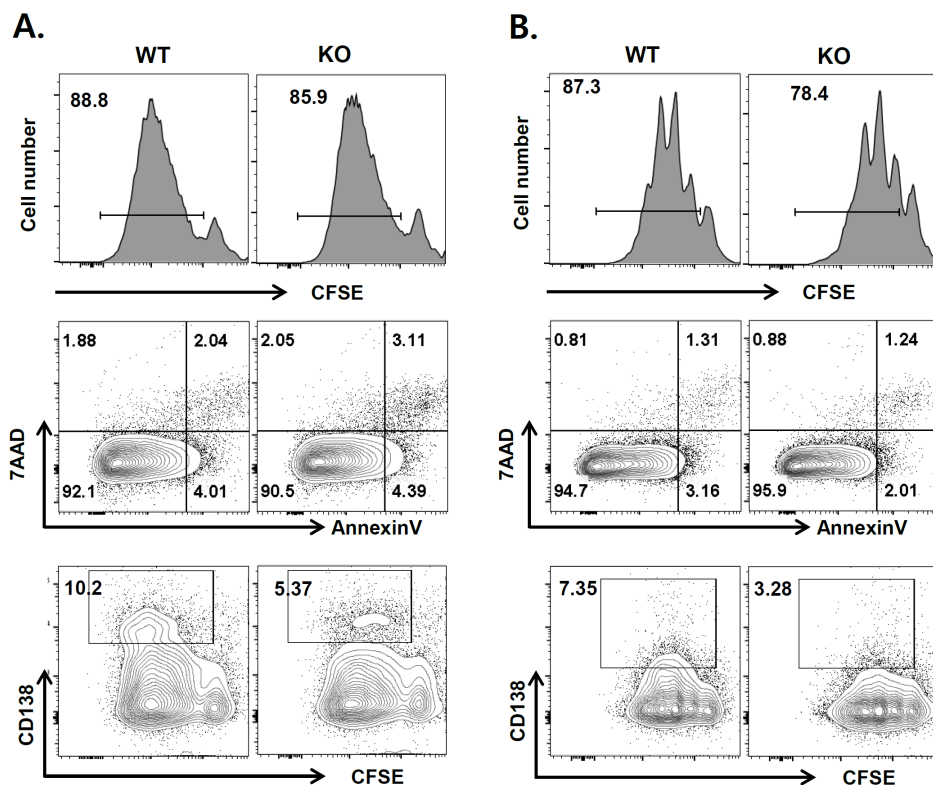 A.
B.
WT
KO
WT
KO
88.8
85.9
87.3
78.4
Cell number
Cell number
CFSE
CFSE
1.88
2.04
2.05
3.11
0.81
1.31
0.88
1.24
7AAD
7AAD
92.1
4.01
90.5
4.39
94.7
3.16
95.9
2.01
AnnexinV
AnnexinV
10.2
5.37
7.35
3.28
CD138
CD138
CFSE
CFSE